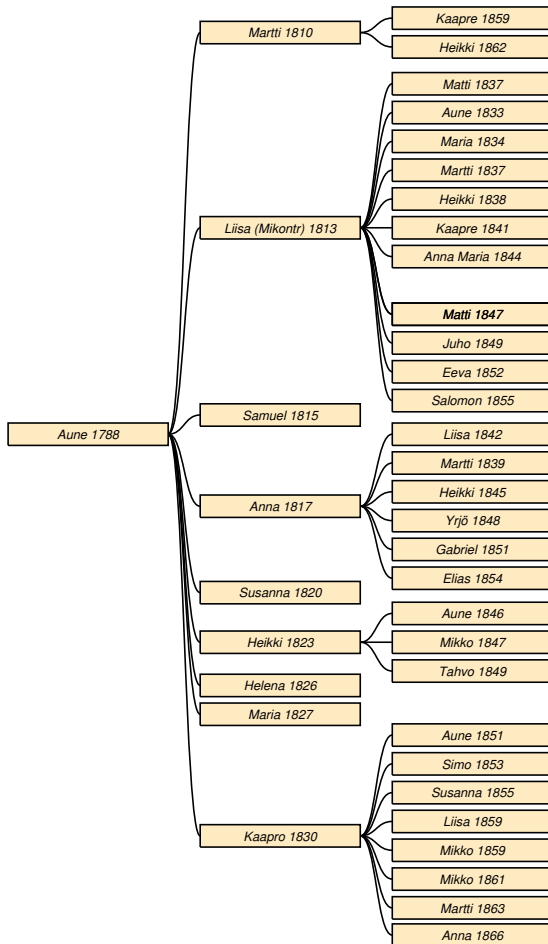 Kaapre 1859
Martti 1810
Heikki 1862
Matti 1837
Aune 1833
Maria 1834
Martti 1837
Heikki 1838
Liisa (Mikontr) 1813
Kaapre 1841
Anna Maria 1844
Matti 1847
Juho 1849
Eeva 1852
Salomon 1855
Samuel 1815
Aune 1788
Liisa 1842
Martti 1839
Heikki 1845
Anna 1817
Yrjö 1848
Gabriel 1851
Elias 1854
Susanna 1820
Aune 1846
Heikki 1823
Mikko 1847
Tahvo 1849
Helena 1826
Maria 1827
Aune 1851
Simo 1853
Susanna 1855
Liisa 1859
Kaapro 1830
Mikko 1859
Mikko 1861
Martti 1863
Anna 1866